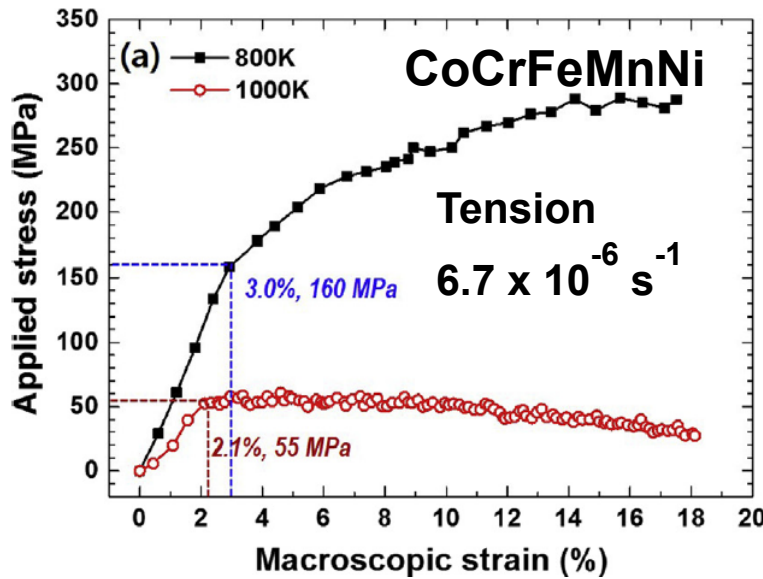 350
300
250
200
150
100
50
0
Applied stress (MPa)
(a)
800K
1000K
CoCrFeMnNi
Tension
6.7 x 10⁻⁶ s⁻¹
3.0%, 160 MPa
2.1%, 55 MPa
0 2 4 6 8 10 12 14 16 18 20
Macroscopic strain (%)